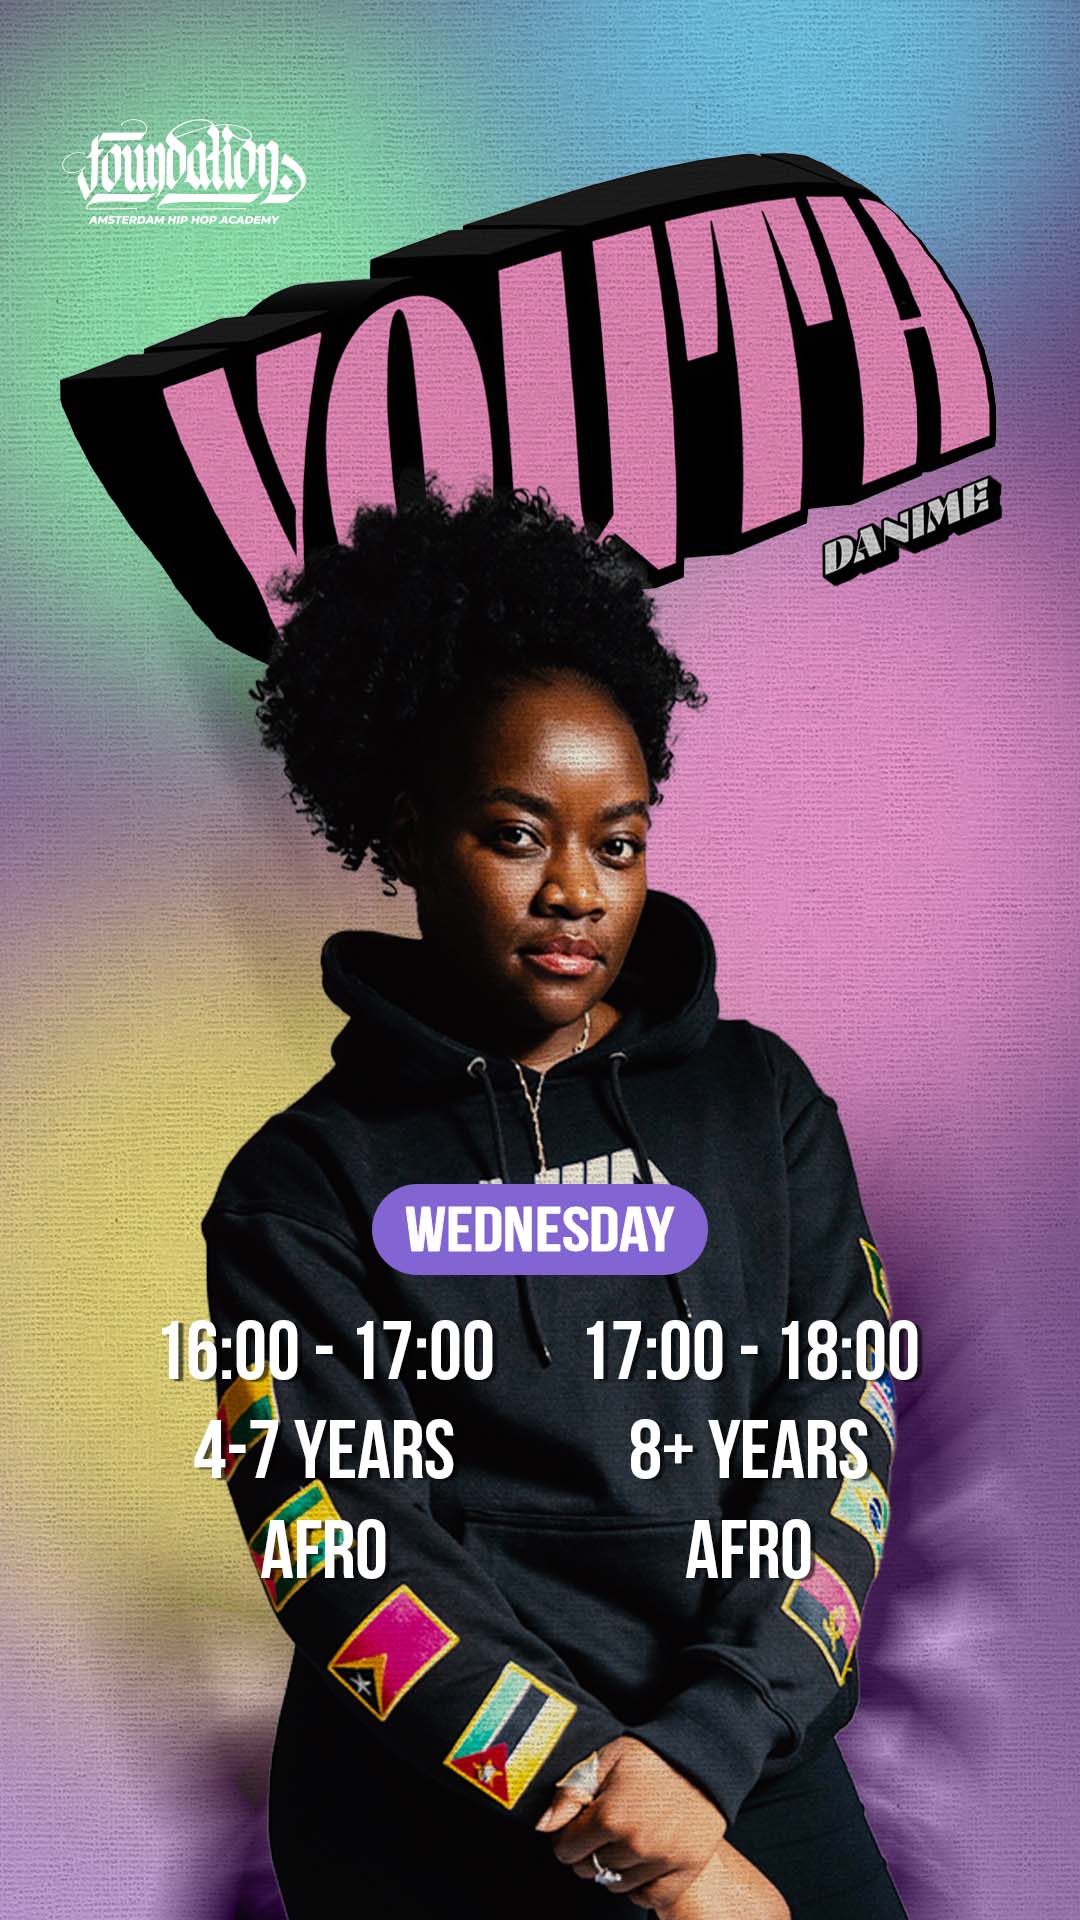 foundation.
AMSTERDAM HIP HOP ACADEMY
YOUTH
DANIME
WEDNESDAY
16:00 - 17:00
4-7 YEARS
AFRO
17:00 - 18:00
8+ YEARS
AFRO